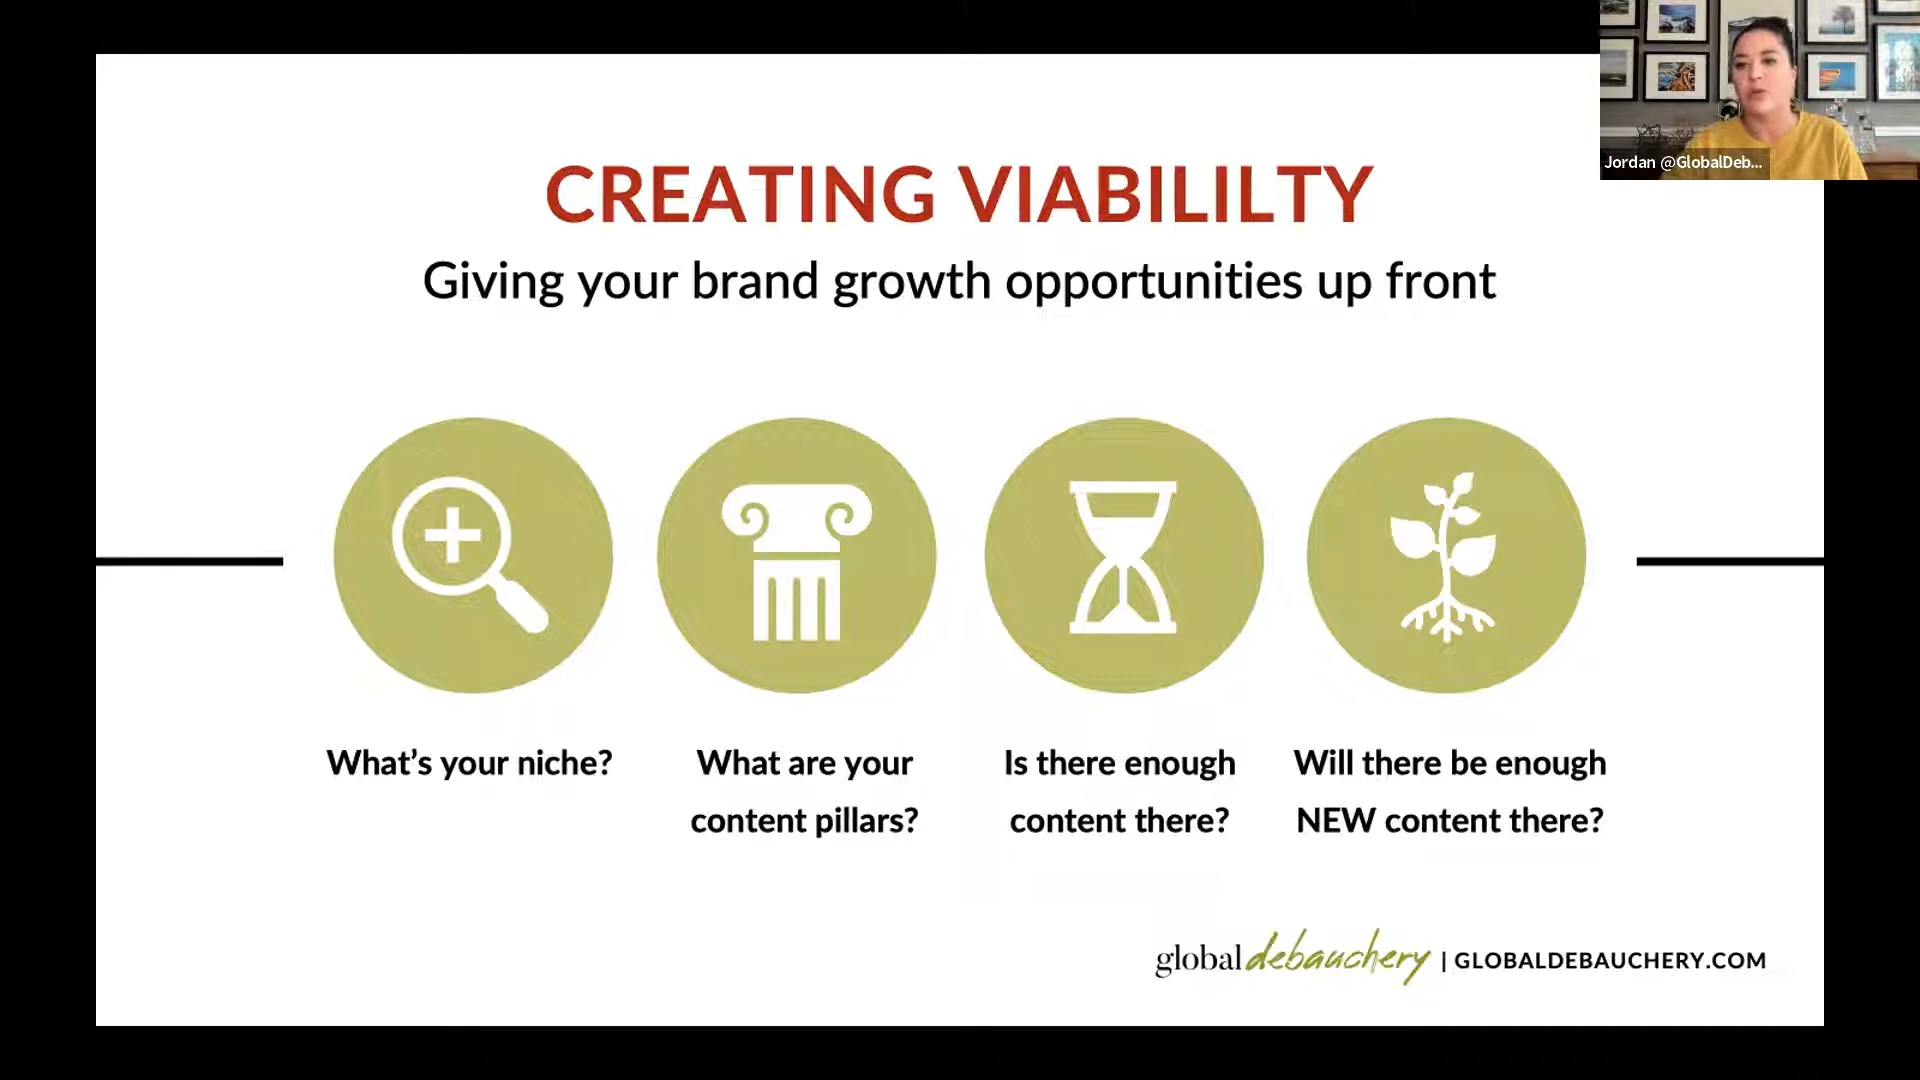 Jordan @GlobalDeb...
CREATING VIABILILTY
Giving your brand growth opportunities up front
What's your niche?
What are your
content pillars?
Is there enough
content there?
Will there be enough
NEW content there?
global debauchery | GLOBALDEBAUCHERY.COM